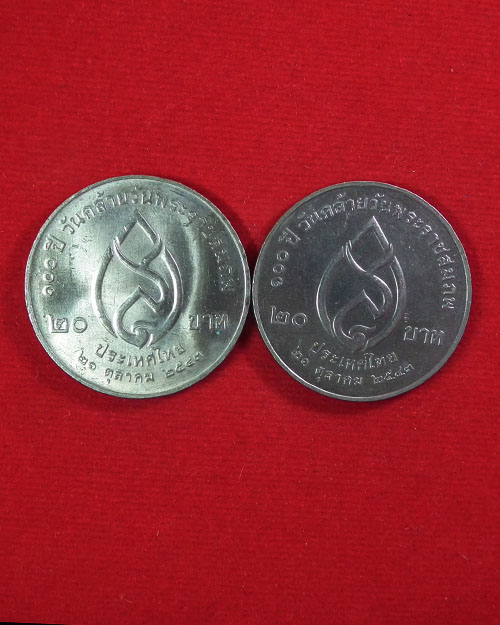 ๑๐๐ ปี วันคล้ายวันพระราชสมภพ
๒๐ บาท
ประเทศไทย
๒๑ ตุลาคม ๒๕๔๓
๑๐๐ ปี วันคล้ายวันพระราชสมภพ
๒๐ บาท
ประเทศไทย
๒๑ ตุลาคม ๒๕๔๓